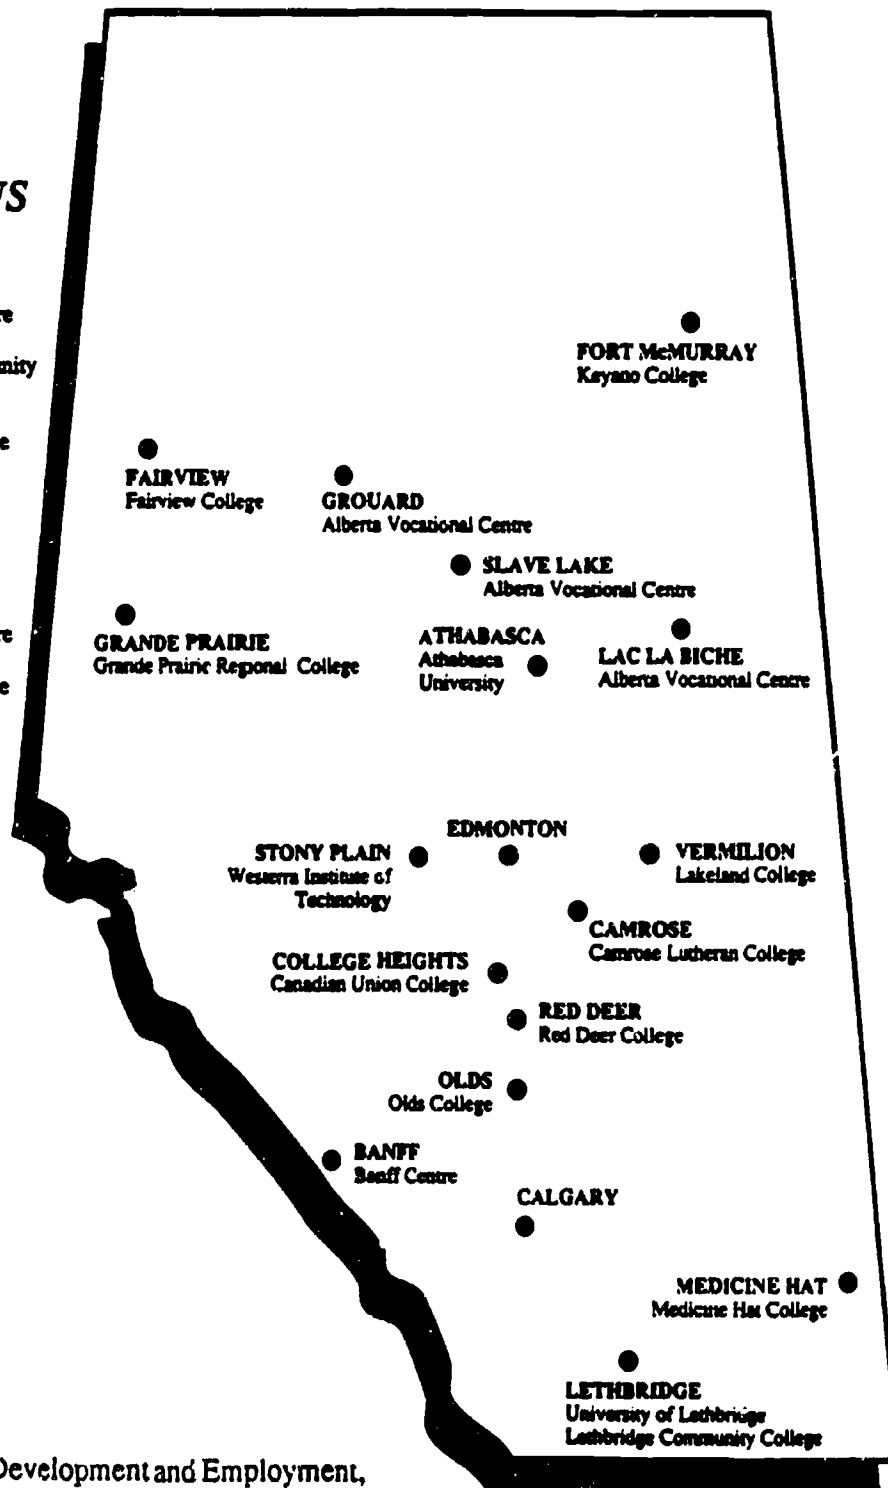 FORT McMURRAY
Keyano College
FAIRVIEW
Fairview College
GROUARD
Alberta Vocational Centre
SLAVE LAKE
Alberta Vocational Centre
GRANDE PRAIRIE
Grande Prairie Regional College
ATHABASCA
Athabasca
University
LAC LA BICHE
Alberta Vocational Centre
EDMONTON
STONY PLAIN
Westerra Institute of
Technology
VERMILION
Lakeland College
CAMROSE
Camrose Lutheran College
COLLEGE HEIGHTS
Canadian Union College
RED DEER
Red Deer College
OLDS
Olds College
BANFF
Banff Centre
CALGARY
MEDICINE HAT
Medicine Hat College
LETHBRIDGE
University of Lethbridge
Lethbridge Community College
Development and Employment,